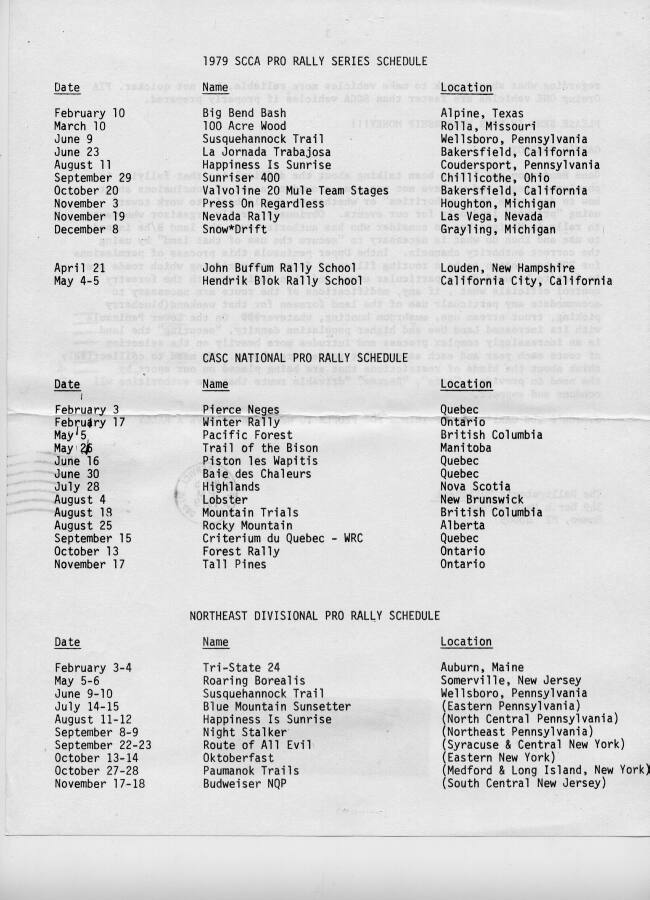 1979 SCCA PRO RALLY SERIES SCHEDULE
Date Name Location
February 10 Big Bend Bash Alpine, Texas
March 10 100 Acre Wood Rolla, Missouri
June 9 Susquehannock Trail Wellsboro, Pennsylvania
June 23 La Jornada Trabajosa Bakersfield, California
August 11 Happiness Is Sunrise Coudersport, Pennsylvania
September 29 Sunriser 400 Chillicothe, Ohio
October 20 Valvoline 20 Mule Team Stages Bakersfield, California
November 3 Press On Regardless Houghton, Michigan
November 19 Nevada Rally Las Vegas, Nevada
December 8 Snow*Drift Grayling, Michigan
April 21 John Buffum Rally School Louden, New Hampshire
May 4-5 Hendrik Blok Rally School California City, California
CASC NATIONAL PRO RALLY SCHEDULE
Date Name Location
February 3 Pierce Neges Quebec
February 17 Winter Rally Ontario
May 5 Pacific Forest British Columbia
May 26 Trail of the Bison Manitoba
June 16 Piston les Wapitis Quebec
June 30 Baie des Chaleurs Quebec
July 28 Highlands Nova Scotia
August 4 Lobster New Brunswick
August 18 Mountain Trials British Columbia
August 25 Rocky Mountain Alberta
September 15 Criterium du Quebec - WRC Quebec
October 13 Forest Rally Ontario
November 17 Tall Pines Ontario
NORTHEAST DIVISIONAL PRO RALLY SCHEDULE
Date Name Location
February 3-4 Tri-State 24 Auburn, Maine
May 5-6 Roaring Borealis Somerville, New Jersey
June 9-10 Susquehannock Trail Wellsboro, Pennsylvania
July 14-15 Blue Mountain Sunsetter (Eastern Pennsylvania)
August 11-12 Happiness Is Sunrise (North Central Pennsylvania)
September 8-9 Night Stalker (Northeast Pennsylvania)
September 22-23 Route of All Evil (Syracuse & Central New York)
October 13-14 Oktoberfast (Eastern New York)
October 27-28 Paumanok Trails (Medford & Long Island, New York)
November 17-18 Budweiser NQP (South Central New Jersey)